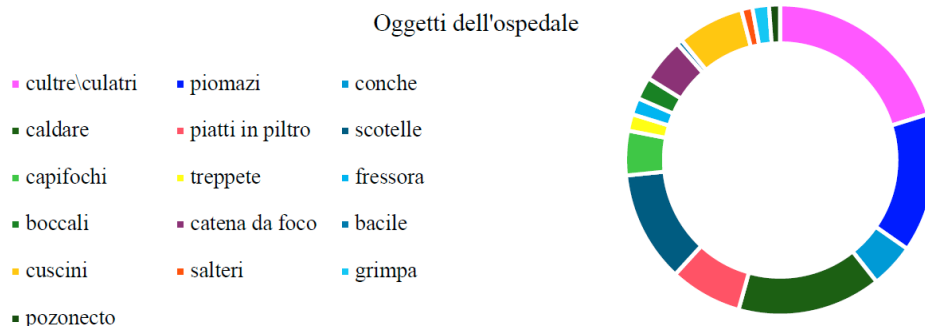 Oggetti dell'ospedale
cultre\culatri piomazi conche
caldare piatti in piltro scotelle
capifochi treppete fressora
boccali catena da foco bacile
cuscini salteri grimpa
pozonecto